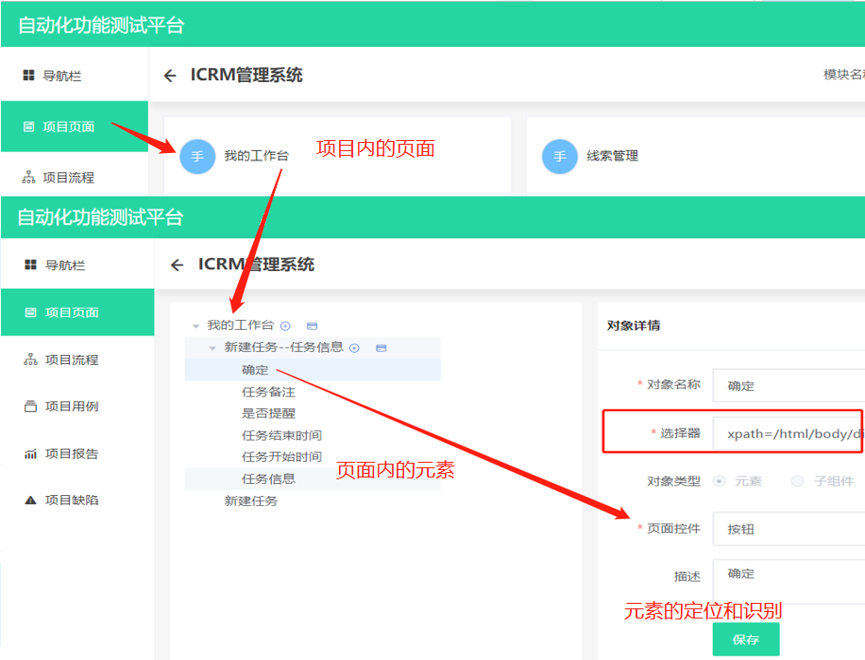 自动化功能测试平台
导航栏
ICRM管理系统
模块名
项目页面
手
我的工作台
项目内的页面
手
线索管理
项目流程
自动化功能测试平台
导航栏
ICRM管理系统
项目页面
我的工作台
对象详情
新建任务--任务信息
项目流程
确定
* 对象名称
确定
任务备注
项目用例
是否提醒
* 选择器
xpath=/html/body/di
任务结束时间
项目报告
任务开始时间
页面内的元素
任务信息
对象类型
元素
子组件
项目缺陷
新建任务
* 页面控件
按钮
描述
确定
元素的定位和识别
保存